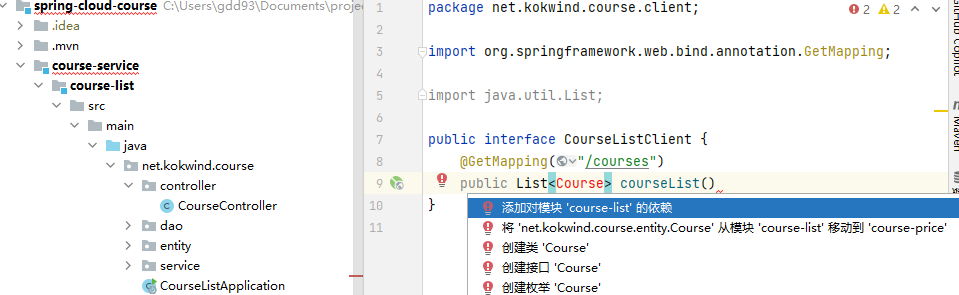 spring-cloud-course C:\Users\gdd93\Documents\proje
.idea
.mvn
course-service
course-list
src
main
java
net.kokwind.course
controller
CourseController
dao
entity
service
CourseListApplication
1 package net.kokwind.course.client;
2
3 import org.springframework.web.bind.annotation.GetMapping;
4
5 import java.util.List;
6
7 public interface CourseListClient {
8 @GetMapping("/courses")
9 public List<Course> courseList()
10 }
11
添加对模块 'course-list' 的依赖
将 'net.kokwind.course.entity.Course' 从模块 'course-list' 移动到 'course-price'
创建类 'Course'
创建接口 'Course'
创建枚举 'Course'
2 2
GitHub Copilot
Maven